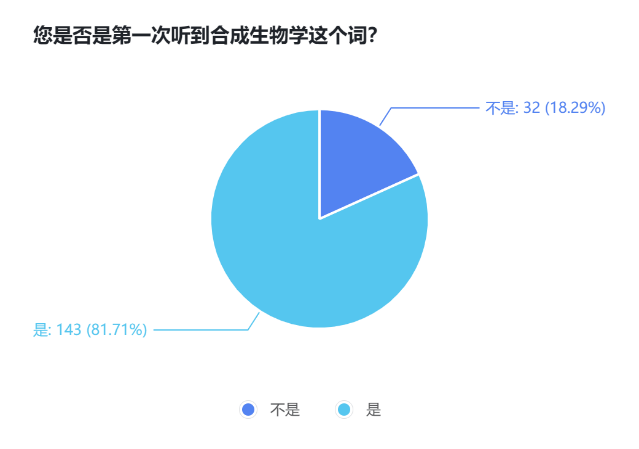 您是否是第一次听到合成生物学这个词?
不是: 32 (18.29%)
是: 143 (81.71%)
不是
是